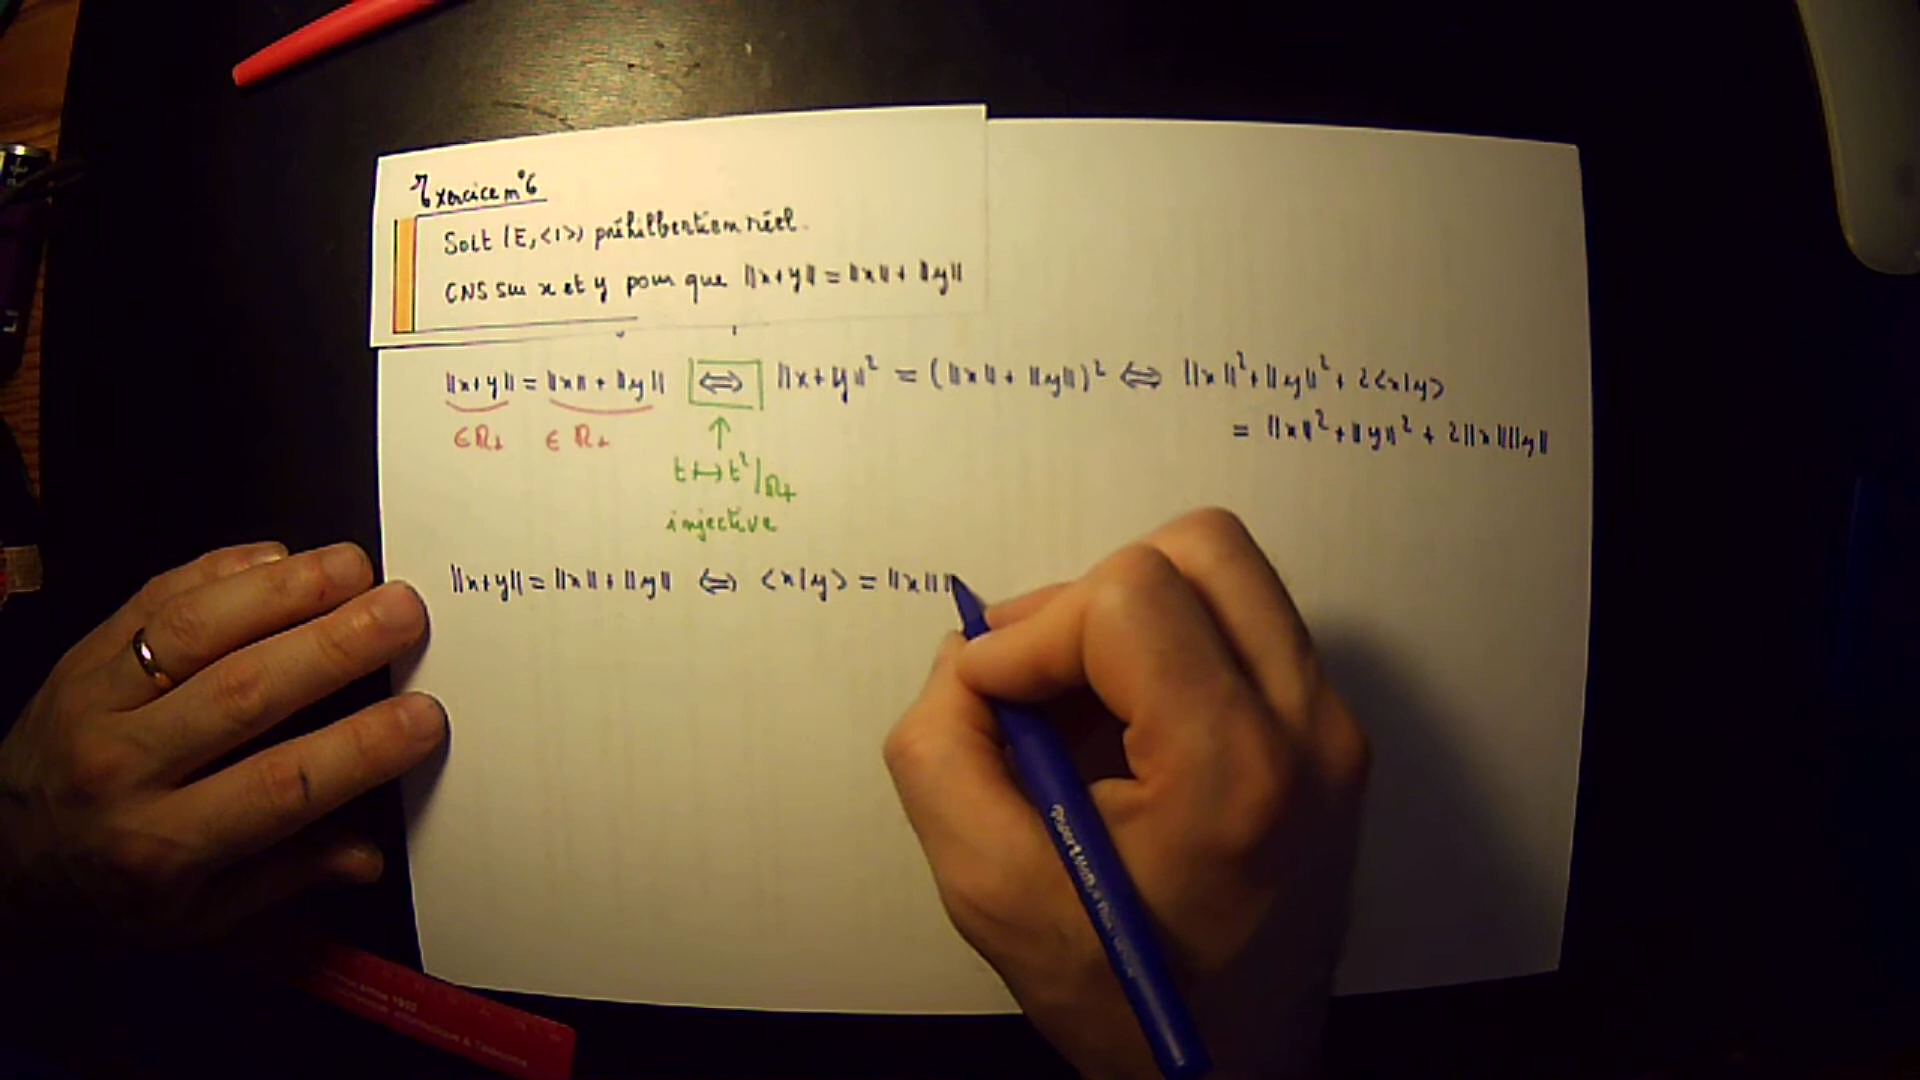 Exercice n°6
Soit (E,<|>) préhilbertien réel.
CNS sur x et y pour que ||x+y|| = ||x|| + ||y||
||x+y|| = ||x|| + ||y|| ⇔ ||x+y||² = (||x|| + ||y||)² ⇔ ||x||² + ||y||² + 2<x|y>
= ||x||² + ||y||² + 2||x||||y||
∈ℝ+ ∈ ℝ+
↑
t ↦ t²/ℝ+
injective
||x+y|| = ||x|| + ||y|| ⇔ <x|y> = ||x|| ||